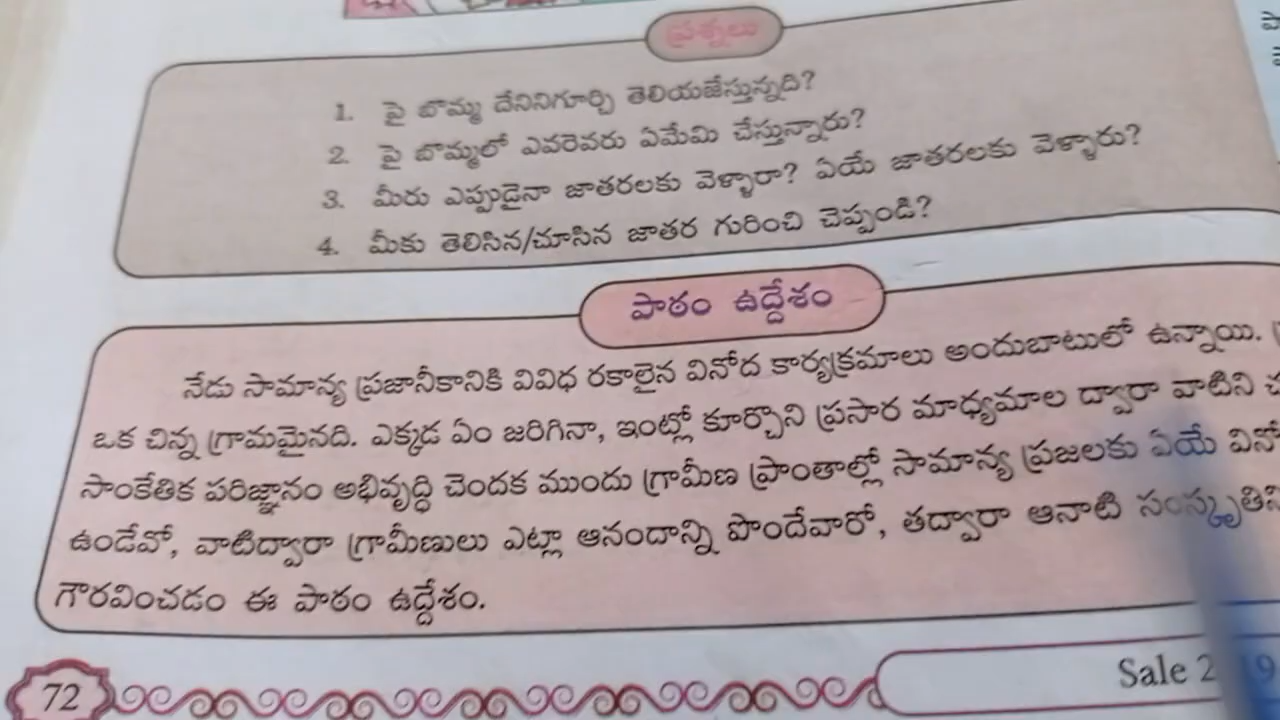 ప్రశ్నలు
1. పై బొమ్మ దేనినిగూర్చి తెలియజేస్తున్నది?
2. పై బొమ్మలో ఎవరెవరు ఏమేమి చేస్తున్నారు?
3. మీరు ఎప్పుడైనా జాతరలకు వెళ్ళారా? ఏయే జాతరలకు వెళ్ళారు?
4. మీకు తెలిసిన/చూసిన జాతర గురించి చెప్పండి?
పాఠం ఉద్దేశం
నేడు సామాన్య ప్రజానీకానికి వివిధ రకాలైన వినోద కార్యక్రమాలు అందుబాటులో ఉన్నాయి.
ఒక చిన్న గ్రామమైనది. ఎక్కడ ఏం జరిగినా, ఇంట్లో కూర్చొని ప్రసార మాధ్యమాల ద్వారా వాటిని
సాంకేతిక పరిజ్ఞానం అభివృద్ధి చెందక ముందు గ్రామీణ ప్రాంతాల్లో సామాన్య ప్రజలకు ఏయే
ఉండేవో, వాటిద్వారా గ్రామీణులు ఎట్లా ఆనందాన్ని పొందేవారో, తద్వారా ఆనాటి
గౌరవించడం ఈ పాఠం ఉద్దేశం.
72
Sale